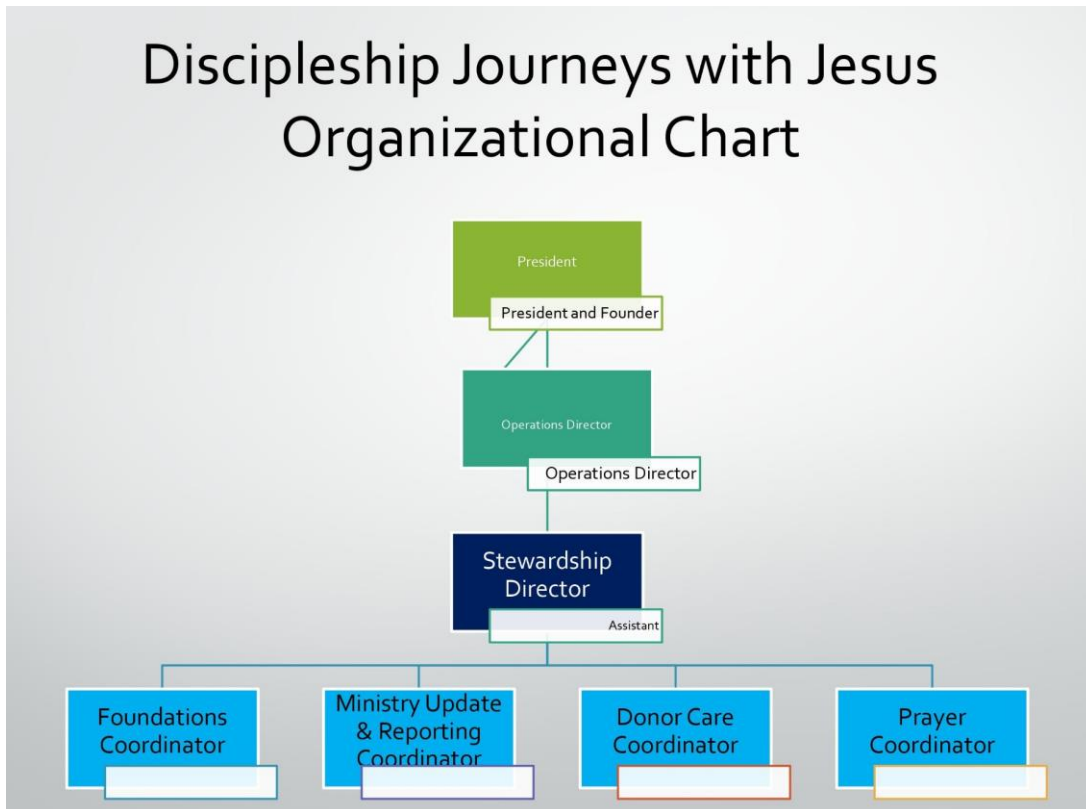 Discipleship Journeys with Jesus
Organizational Chart
President
President and Founder
Operations Director
Operations Director
Stewardship
Director
Assistant
Foundations
Coordinator
Ministry Update
& Reporting
Coordinator
Donor Care
Coordinator
Prayer
Coordinator